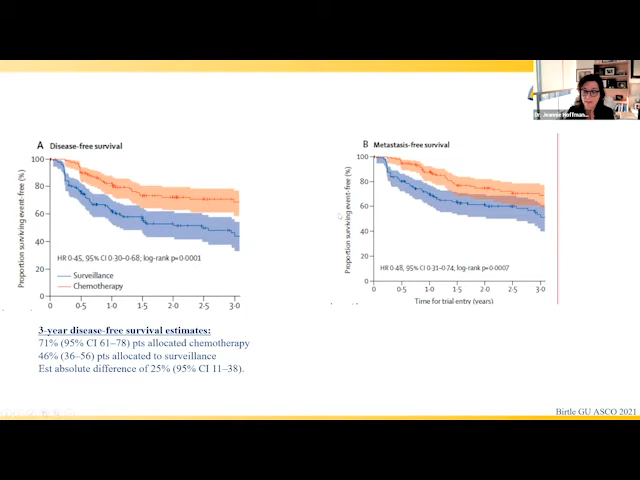 Dr. Jeannie Hoffman...
A Disease-free survival
Proportion surviving event-free (%)
100
80
60
40
20
0
HR 0·45, 95% CI 0·30–0·68; log-rank p=0·0001
Surveillance
Chemotherapy
0 0·5 1·0 1·5 2·0 2·5 3·0
B Metastasis-free survival
Proportion surviving event-free (%)
100
80
60
40
20
0
HR 0·48, 95% CI 0·31–0·74; log-rank p=0·0007
0 0·5 1·0 1·5 2·0 2·5 3·0
Time for trial entry (years)
3-year disease-free survival estimates:
71% (95% CI 61–78) pts allocated chemotherapy
46% (36–56) pts allocated to surveillance
Est absolute difference of 25% (95% CI 11–38).
Birtle GU ASCO 2021